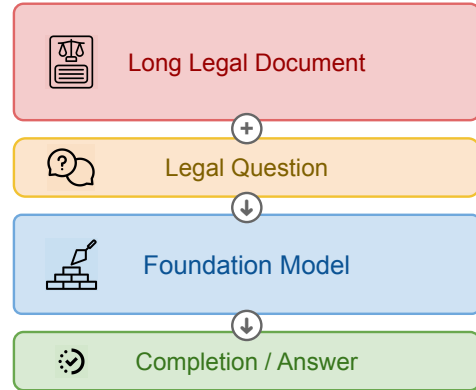 Long Legal Document
+
Legal Question
Foundation Model
Completion / Answer